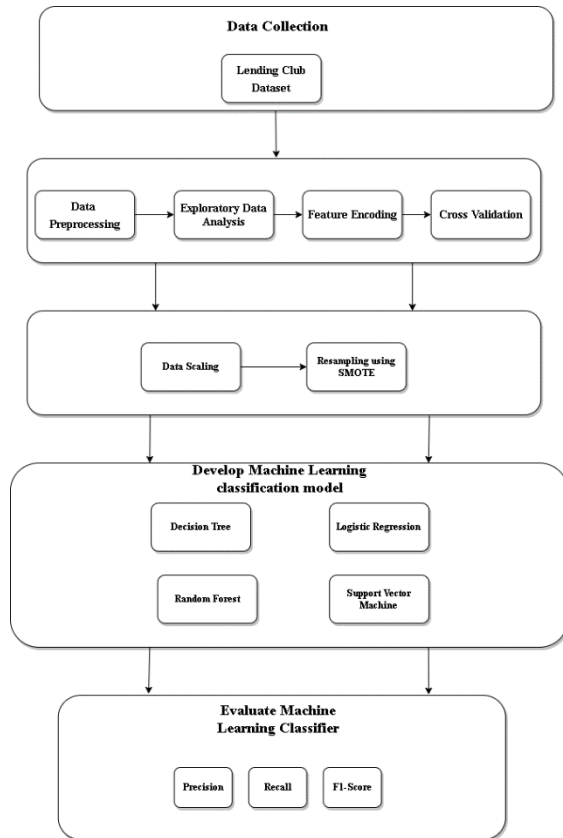 Data Collection
Lending Club
Dataset
Data
Preprocessing
Exploratory Data
Analysis
Feature Encoding
Cross Validation
Data Scaling
Resampling using
SMOTE
Develop Machine Learning
classification model
Decision Tree
Logistic Regression
Random Forest
Support Vector
Machine
Evaluate Machine
Learning Classifier
Precision
Recall
F1-Score